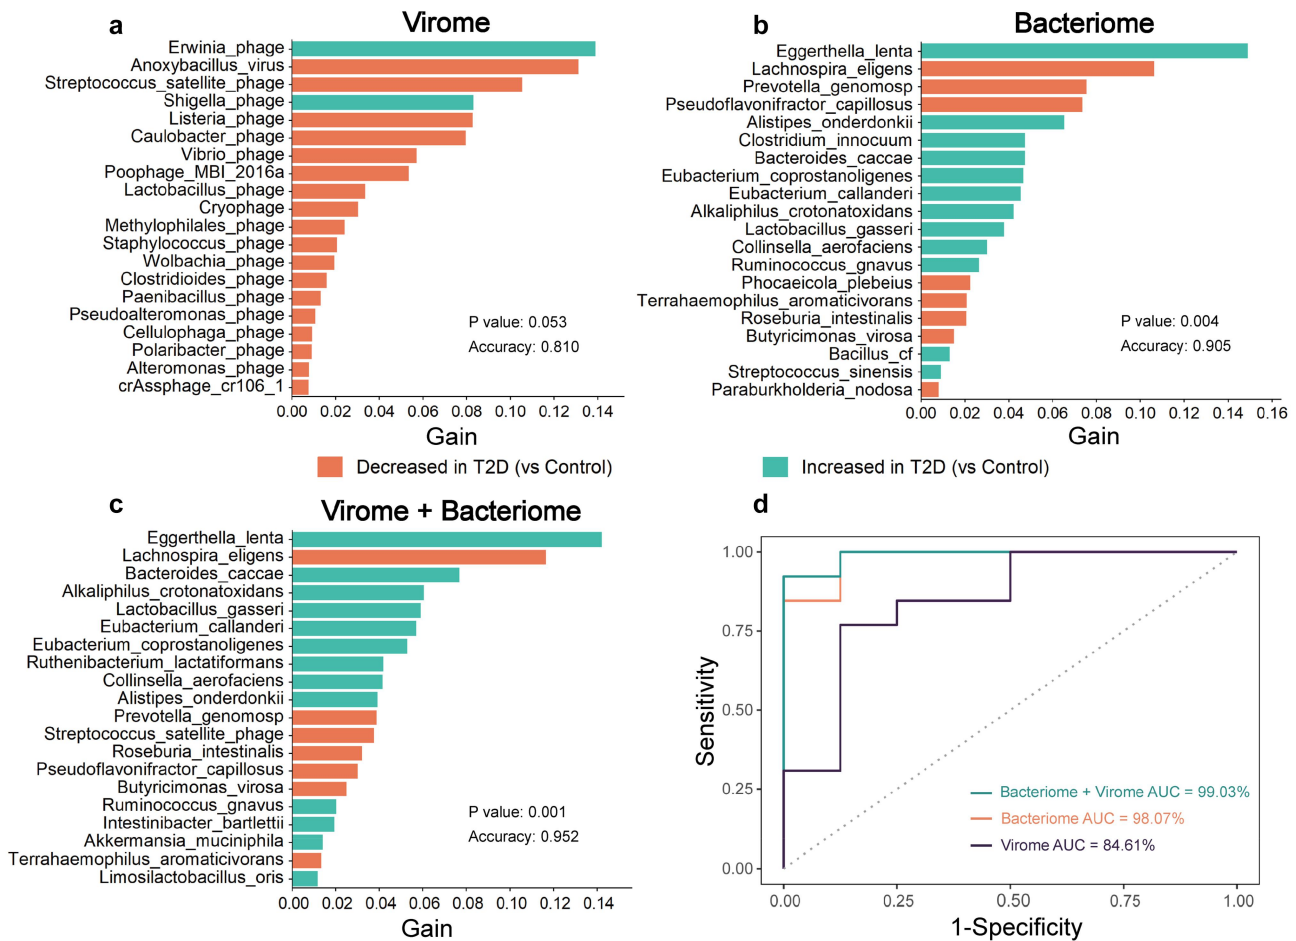 a
Virome
Erwinia_phage
Anoxybacillus_virus
Streptococcus_satellite_phage
Shigella_phage
Listeria_phage
Caulobacter_phage
Vibrio_phage
Poophage_MBI_2016a
Lactobacillus_phage
Cryophage
Methylophilales_phage
Staphylococcus_phage
Wolbachia_phage
Clostridioides_phage
Paenibacillus_phage
Pseudoalteromonas_phage
Cellulophaga_phage
Polaribacter_phage
Alteromonas_phage
crAssphage_cr106_1
P value: 0.053
Accuracy: 0.810
0.00 0.02 0.04 0.06 0.08 0.10 0.12 0.14
Gain
b
Bacteriome
Eggerthella_lenta
Lachnospira_eligens
Prevotella_genomosp
Pseudoflavonifractor_capillosus
Alistipes_onderdonkii
Clostridium_innocuum
Bacteroides_caccae
Eubacterium_coprostanoligenes
Eubacterium_callanderi
Alkaliphilus_crotonatoxidans
Lactobacillus_gasseri
Collinsella_aerofaciens
Ruminococcus_gnavus
Phocaeicola_plebeius
Terrahaemophilus_aromaticivorans
Roseburia_intestinalis
Butyricimonas_virosa
Bacillus_cf
Streptococcus_sinensis
Paraburkholderia_nodosa
P value: 0.004
Accuracy: 0.905
0.00 0.02 0.04 0.06 0.08 0.10 0.12 0.14 0.16
Gain
Decreased in T2D (vs Control)
Increased in T2D (vs Control)
c
Virome + Bacteriome
Eggerthella_lenta
Lachnospira_eligens
Bacteroides_caccae
Alkaliphilus_crotonatoxidans
Lactobacillus_gasseri
Eubacterium_callanderi
Eubacterium_coprostanoligenes
Ruthenibacterium_lactatiformans
Collinsella_aerofaciens
Alistipes_onderdonkii
Prevotella_genomosp
Streptococcus_satellite_phage
Roseburia_intestinalis
Pseudoflavonifractor_capillosus
Butyricimonas_virosa
Ruminococcus_gnavus
Intestinibacter_bartlettii
Akkermansia_muciniphila
Terrahaemophilus_aromaticivorans
Limosilactobacillus_oris
P value: 0.001
Accuracy: 0.952
0.00 0.02 0.04 0.06 0.08 0.10 0.12 0.14
Gain
d
1.00
0.75
0.50
0.25
0.00
Sensitivity
Bacteriome + Virome AUC = 99.03%
Bacteriome AUC = 98.07%
Virome AUC = 84.61%
0.00 0.25 0.50 0.75 1.00
1-Specificity